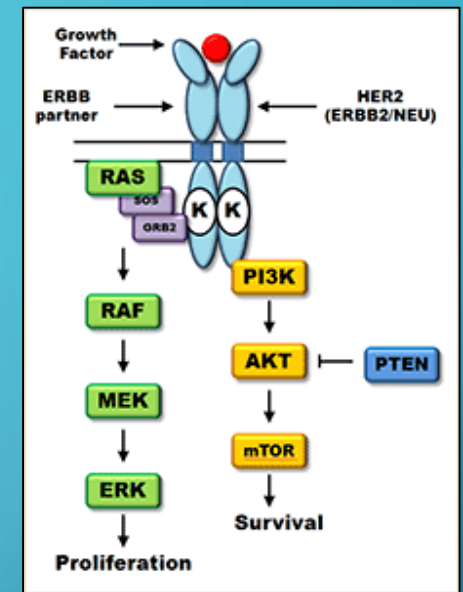 Growth
Factor
ERBB
partner
HER2
(ERBB2/NEU)
RAS
SOS
GRB2
K
K
PI3K
RAF
AKT
PTEN
MEK
mTOR
ERK
Survival
Proliferation